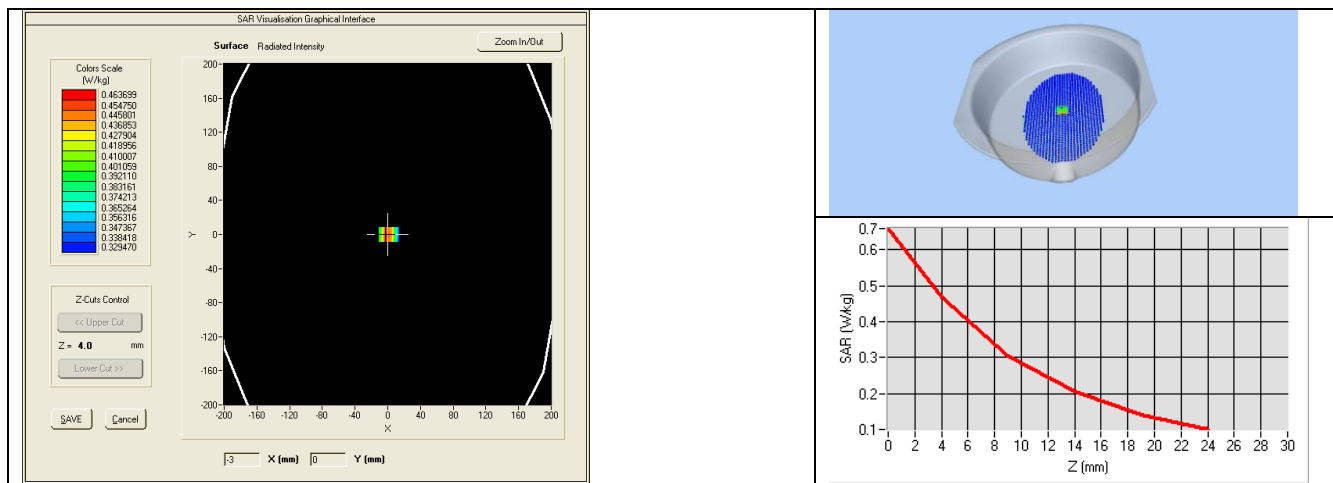 SAR Visualisation Graphical Interface
Surface Radiated Intensity
Zoom In/Out
Colors Scale
(W/kg)
0.463699
0.454750
0.445801
0.436853
0.427904
0.418956
0.410007
0.401059
0.392110
0.383161
0.374213
0.365264
0.356316
0.347367
0.338418
0.329470
Z-Cuts Control
<< Upper Cut
Z = 4.0 mm
Lower Cut >>
SAVE Cancel
200-
160-
120-
80-
40-
0-
-40-
-80-
-120-
-160-
-200-
Y
-200 -160 -120 -80 -40 0 40 80 120 160 200
X
-3 X (mm) 0 Y (mm)
0.7
0.5
0.4
0.3
0.2
0.1
SAR (W/kg)
0 2 4 6 8 10 12 14 16 18 20 22 24 26 28 30
Z (mm)